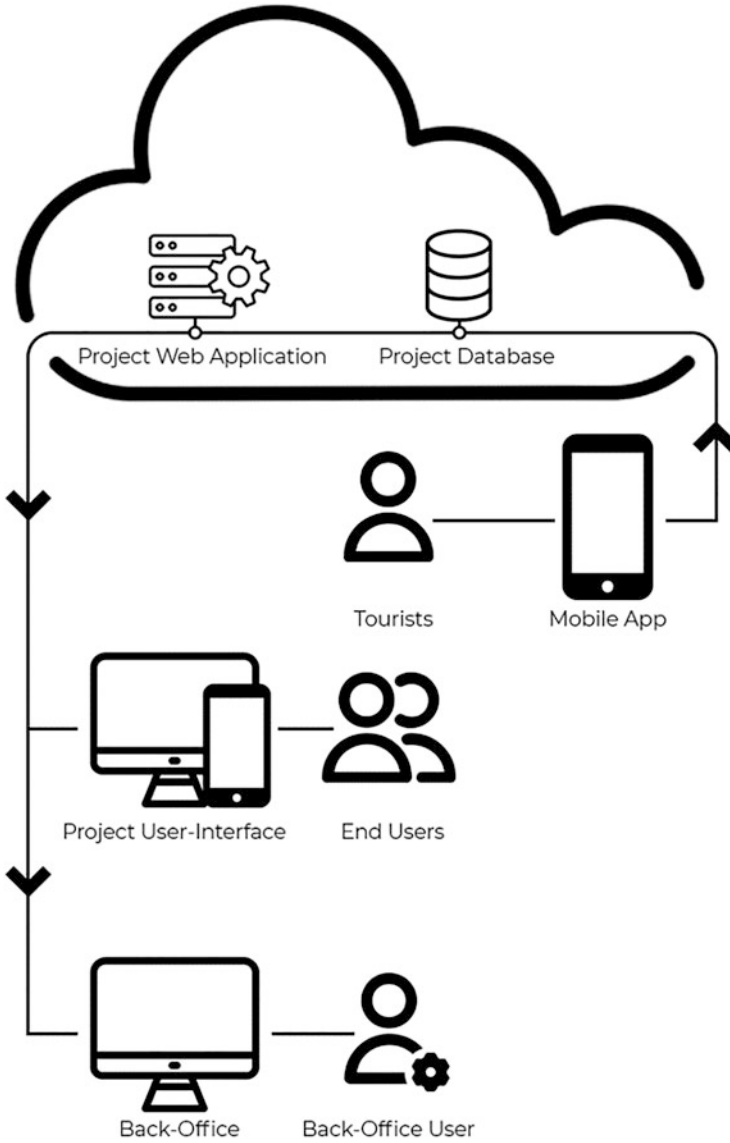 Project Web Application
Project Database
Tourists
Mobile App
Project User-Interface
End Users
Back-Office
Back-Office User